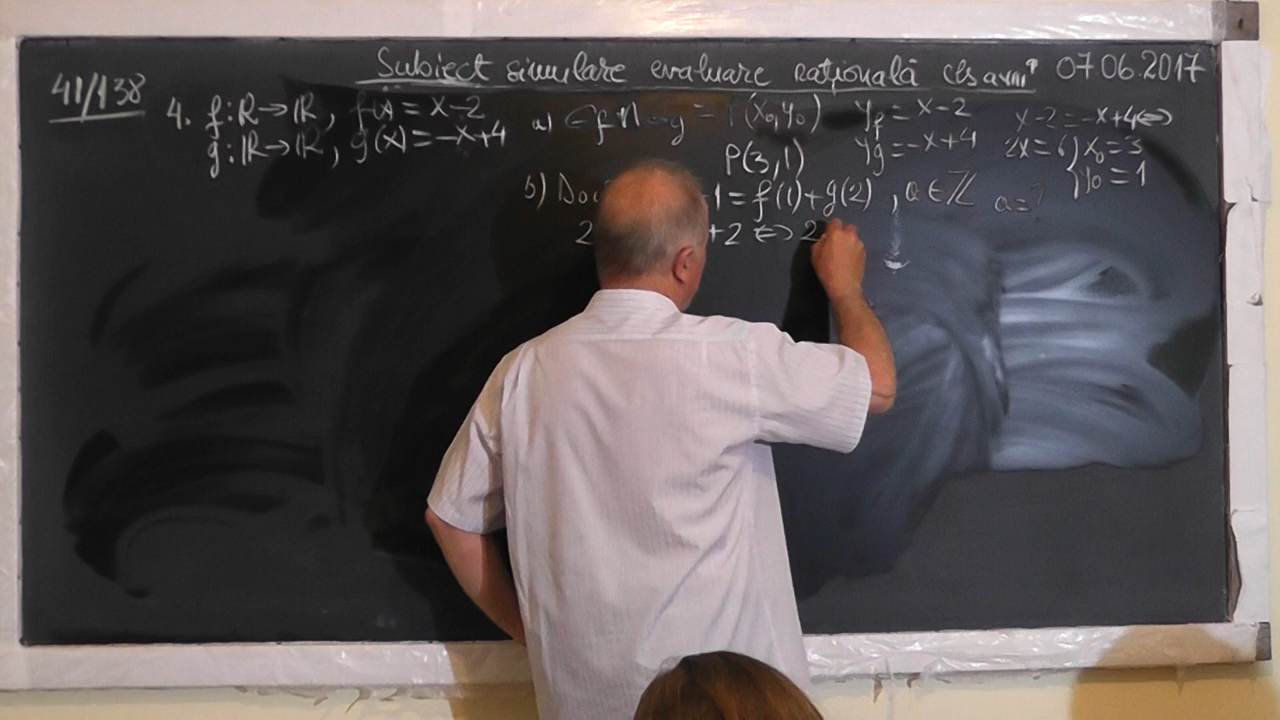 Subiect simulare evaluare națională cls a VIII a 07.06.2017
41/138
4. f:R→R, f(x)=x-2 a) Gf∩Gg = P(x₀,y₀) yf=x-2 x-2=-x+4⇔
g:R→R, g(x)=-x+4 P(3,1) yg=-x+4 2x=6 } x₀=3
y₀=1
b) -1=f(1)+g(2), a∈ℤ a=?
2 +2 ⇔ 2